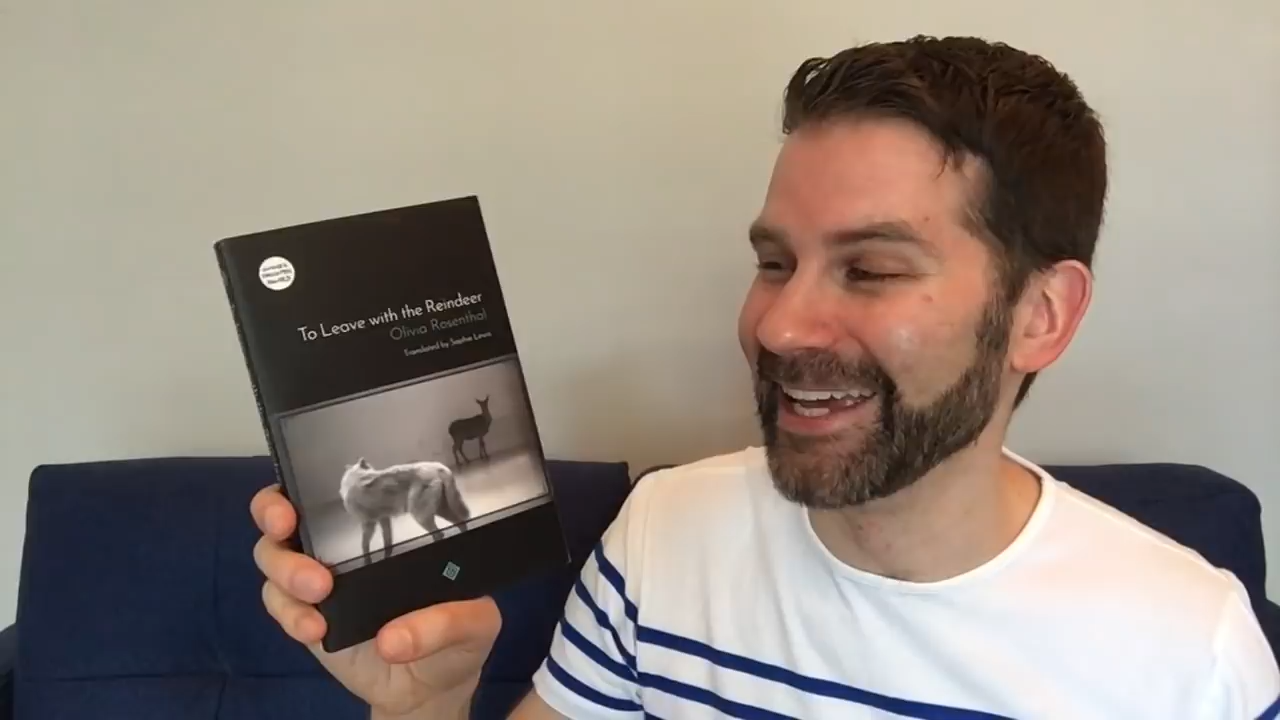 To Leave with the Reindeer
Olivia Rosenthal
Translated by Sophie Lewis